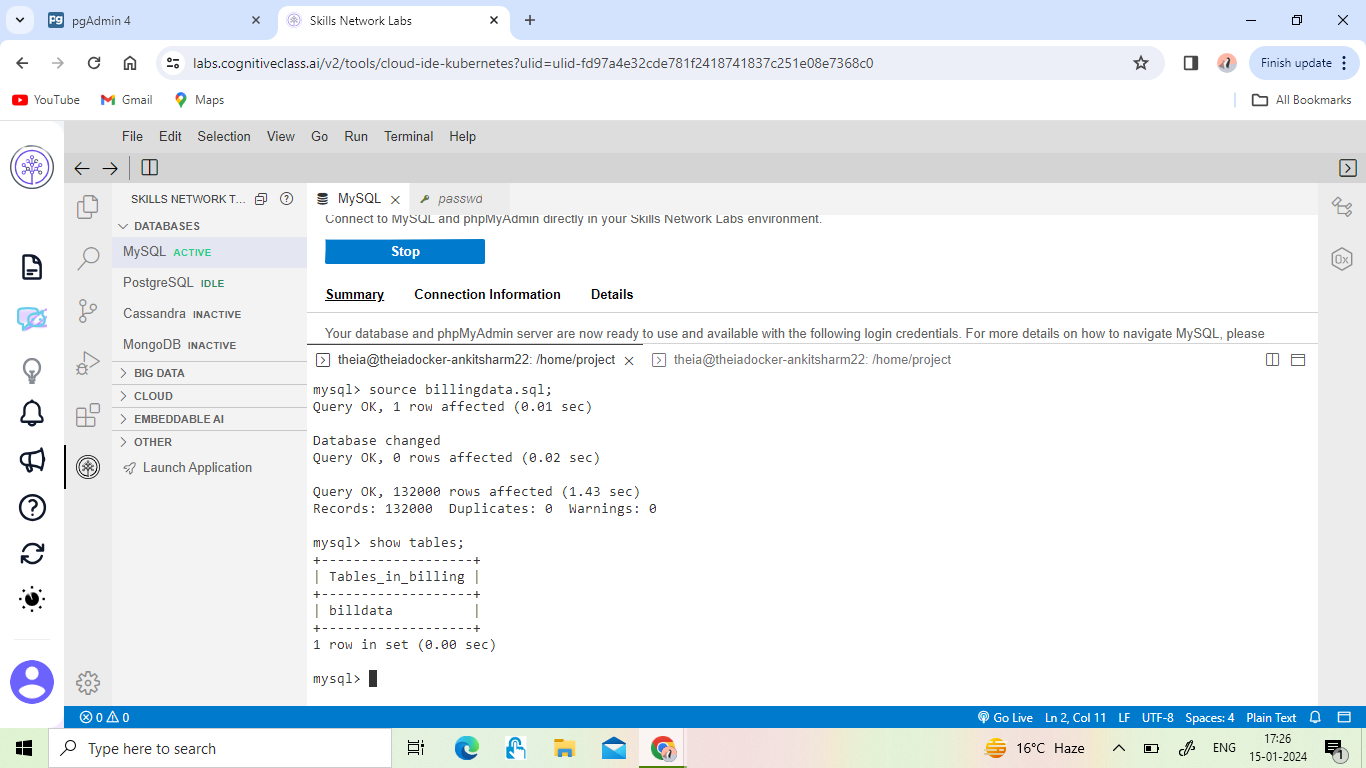 pgAdmin 4
Skills Network Labs
labs.cognitiveclass.ai/v2/tools/cloud-ide-kubernetes?ulid=ulid-fd97a4e32cde781f2418741837c251e08e7368c0
Finish update
YouTube
Gmail
Maps
All Bookmarks
File Edit Selection View Go Run Terminal Help
SKILLS NETWORK T...
DATABASES
MySQL ACTIVE
PostgreSQL IDLE
Cassandra INACTIVE
MongoDB INACTIVE
BIG DATA
CLOUD
EMBEDDABLE AI
OTHER
Launch Application
MySQL
passwd
Connect to MySQL and phpMyAdmin directly in your Skills Network Labs environment.
Stop
Summary Connection Information Details
Your database and phpMyAdmin server are now ready to use and available with the following login credentials. For more details on how to navigate MySQL, please
theia@theiadocker-ankitsharm22: /home/project
theia@theiadocker-ankitsharm22: /home/project
mysql> source billingdata.sql;
Query OK, 1 row affected (0.01 sec)
Database changed
Query OK, 0 rows affected (0.02 sec)
Query OK, 132000 rows affected (1.43 sec)
Records: 132000  Duplicates: 0  Warnings: 0
mysql> show tables;
+-------------------+
| Tables_in_billing |
+-------------------+
| billdata          |
+-------------------+
1 row in set (0.00 sec)
mysql>
0x
0 0
Go Live Ln 2, Col 11 LF UTF-8 Spaces: 4 Plain Text
Type here to search
16°C Haze
ENG
17:26
15-01-2024
1